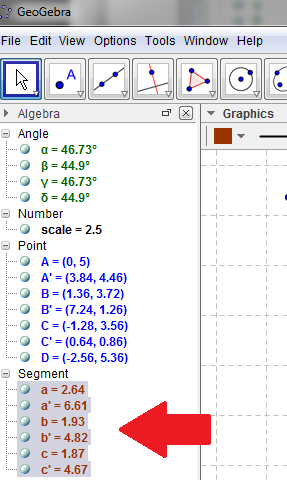 GeoGebra
File Edit View Options Tools Window Help
A
Algebra
Graphics
Angle
α = 46.73°
β = 44.9°
γ = 46.73°
δ = 44.9°
Number
scale = 2.5
Point
A = (0, 5)
A' = (3.84, 4.46)
B = (1.36, 3.72)
B' = (7.24, 1.26)
C = (-1.28, 3.56)
C' = (0.64, 0.86)
D = (-2.56, 5.36)
Segment
a = 2.64
a' = 6.61
b = 1.93
b' = 4.82
c = 1.87
c' = 4.67